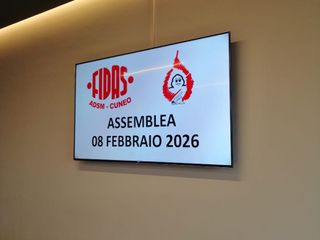 FIDAS
ADSM - CUNEO
ASSEMBLEA
08 FEBBRAIO 2026